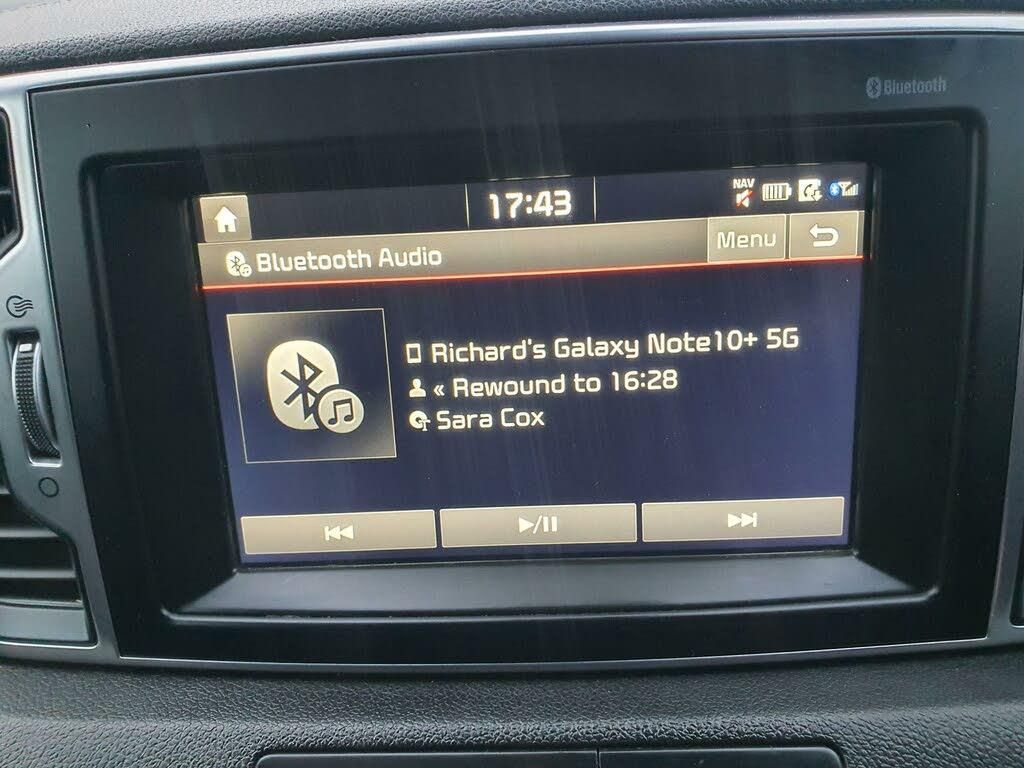 Bluetooth
17:43
NAV
Bluetooth Audio
Menu
Richard's Galaxy Note10+ 5G
« Rewound to 16:28
Sara Cox